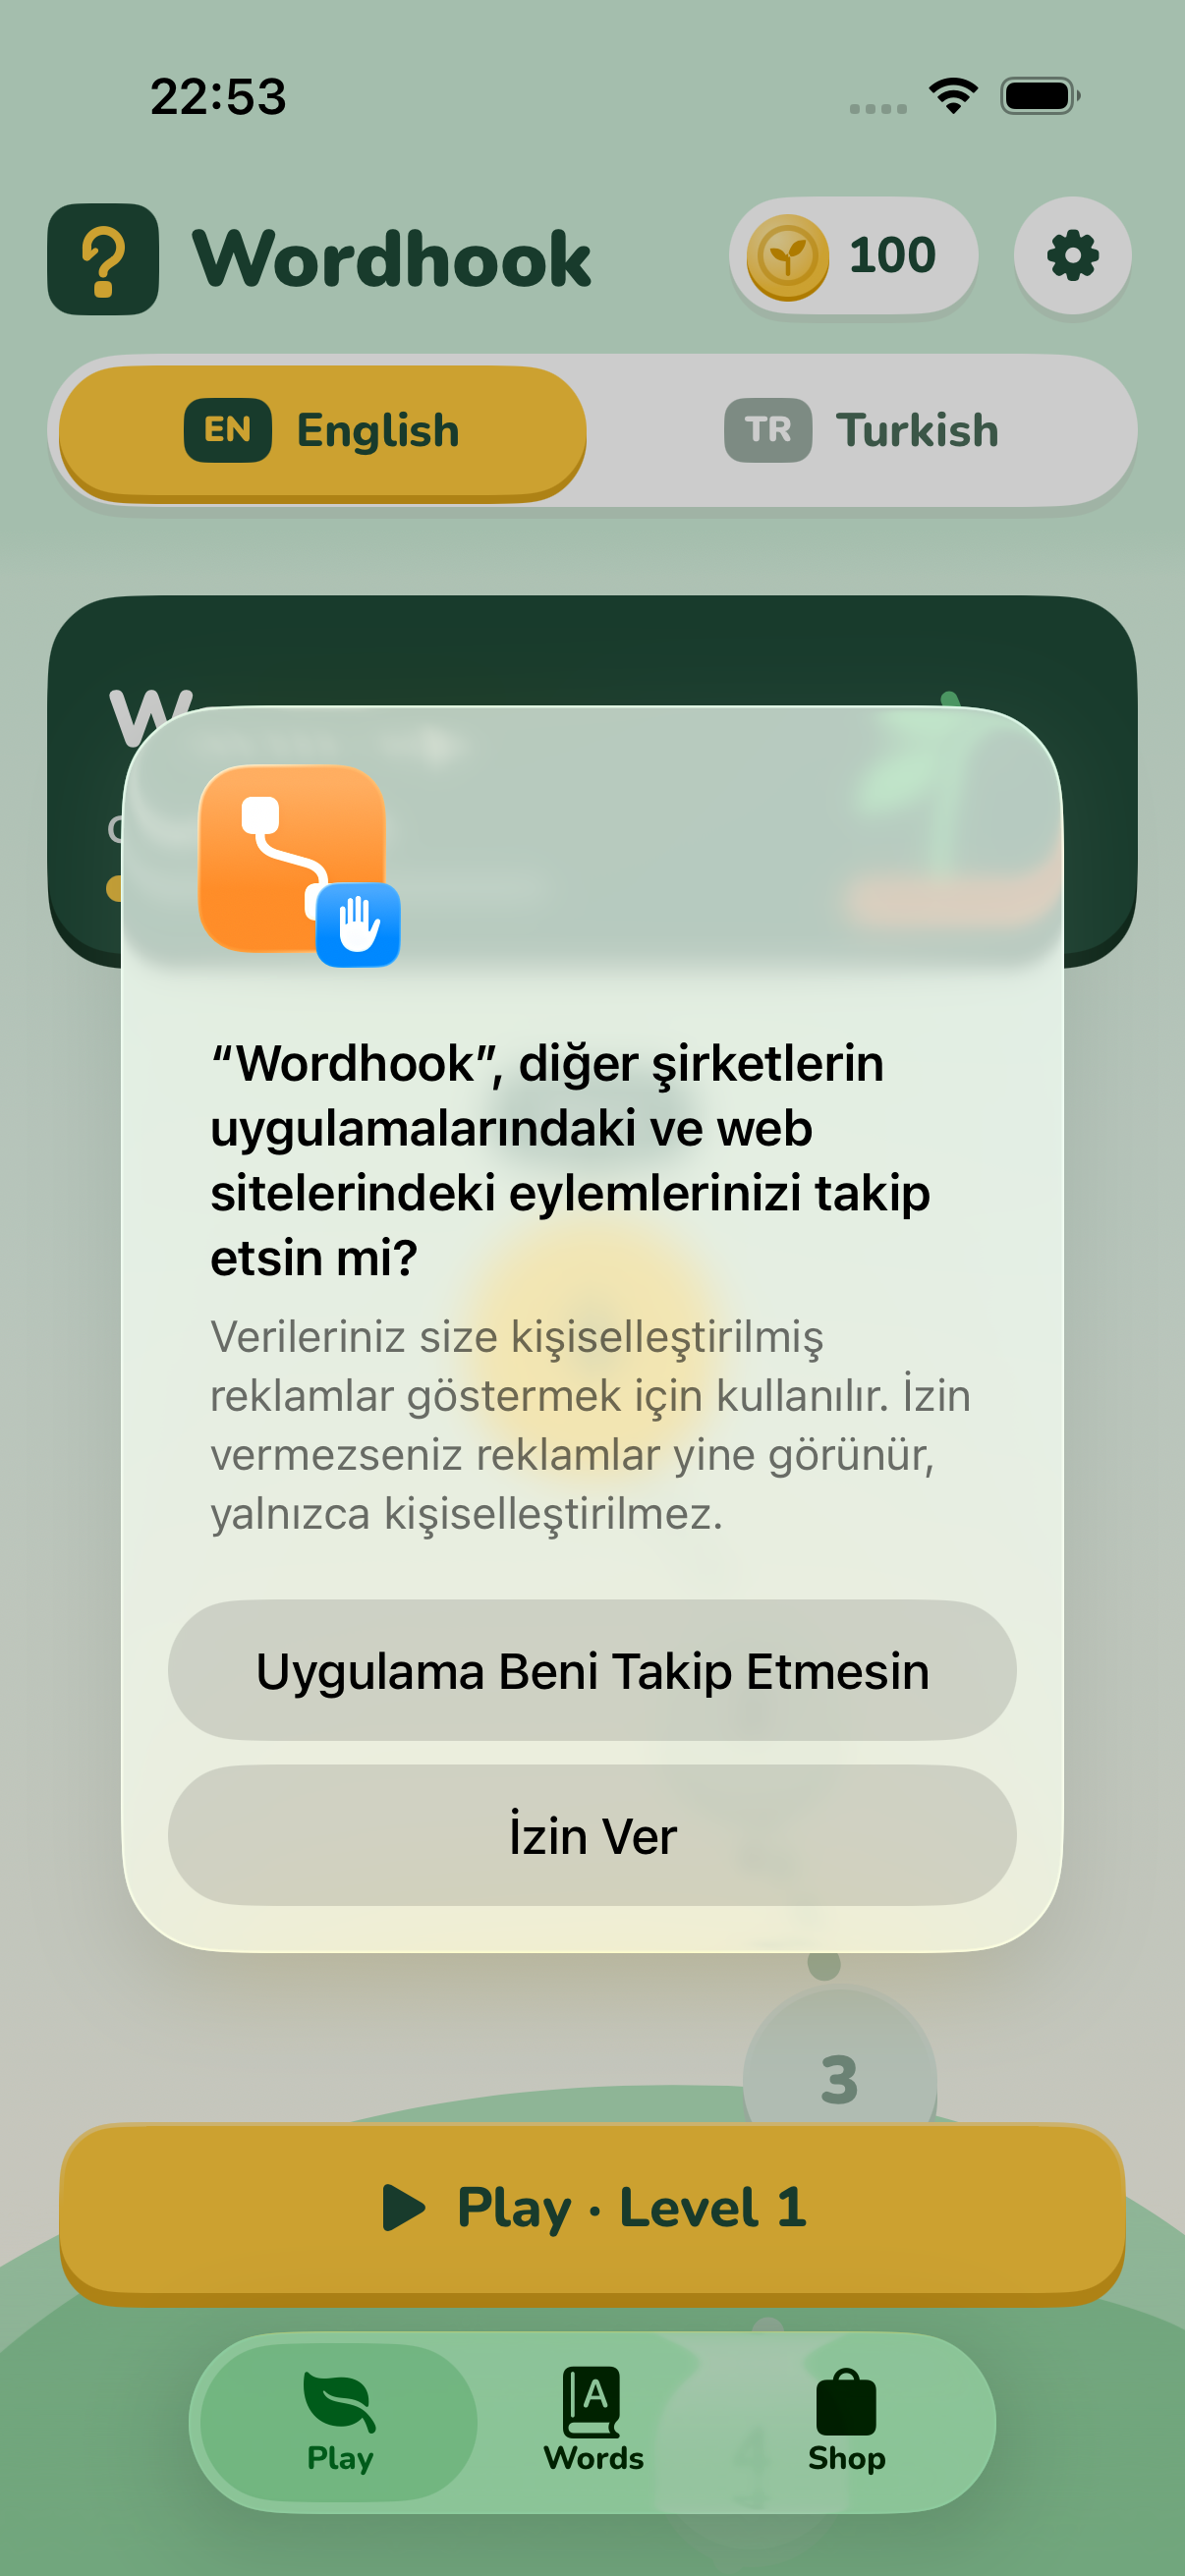 22:53
Wordhook
100
EN English
TR Turkish
W
“Wordhook”, diğer şirketlerin
uygulamalarındaki ve web
sitelerindeki eylemlerinizi takip
etsin mi?
Verileriniz size kişiselleştirilmiş
reklamlar göstermek için kullanılır. İzin
vermezseniz reklamlar yine görünür,
yalnızca kişiselleştirilmez.
Uygulama Beni Takip Etmesin
İzin Ver
3
Play · Level 1
4
Play
Words
Shop